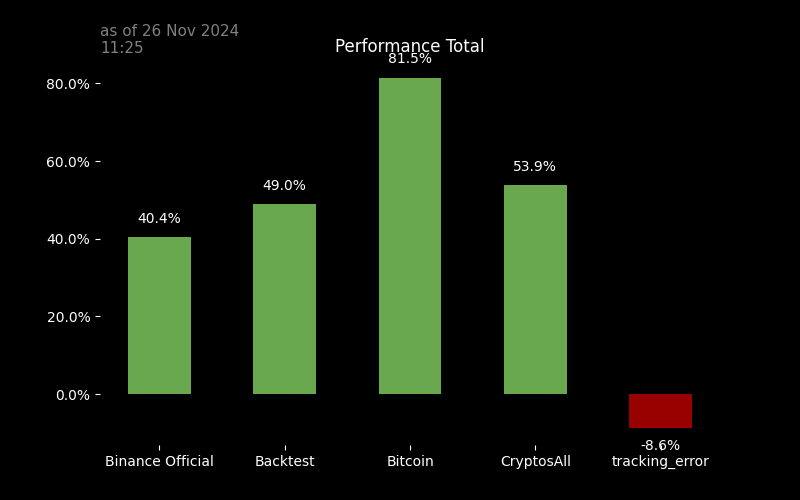 as of 26 Nov 2024
11:25
Performance Total
81.5%
80.0%
60.0%
53.9%
49.0%
40.4%
40.0%
20.0%
0.0%
-8.6%
Binance Official
Backtest
Bitcoin
CryptosAll
tracking_error